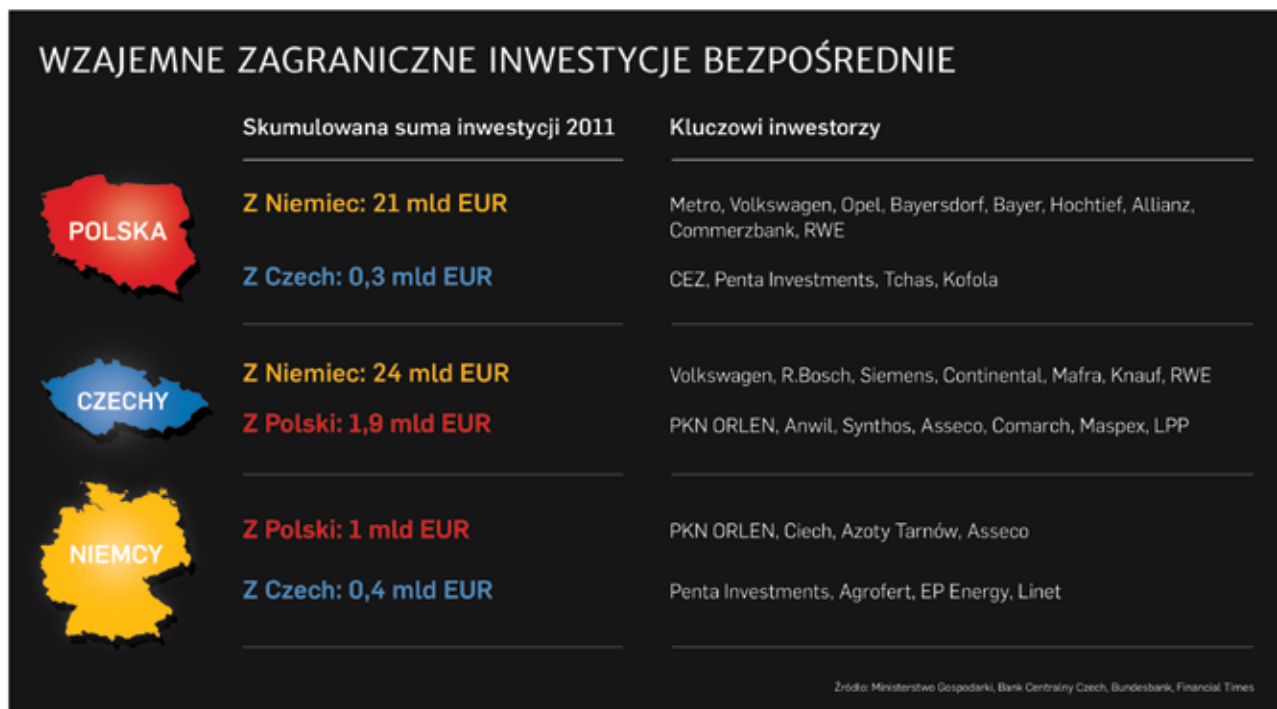 WZAJEMNE ZAGRANICZNE INWESTYCJE BEZPOŚREDNIE
Skumulowana suma inwestycji 2011
Kluczowi inwestorzy
POLSKA
Z Niemiec: 21 mld EUR
Metro, Volkswagen, Opel, Bayersdorf, Bayer, Hochtief, Allianz,
Commerzbank, RWE
Z Czech: 0,3 mld EUR
CEZ, Penta Investments, Tchas, Kofola
CZECHY
Z Niemiec: 24 mld EUR
Volkswagen, R.Bosch, Siemens, Continental, Mafra, Knauf, RWE
Z Polski: 1,9 mld EUR
PKN ORLEN, Anwil, Synthos, Asseco, Comarch, Maspex, LPP
NIEMCY
Z Polski: 1 mld EUR
PKN ORLEN, Ciech, Azoty Tarnów, Asseco
Z Czech: 0,4 mld EUR
Penta Investments, Agrofert, EP Energy, Linet
Źródło: Ministerstwo Gospodarki, Bank Centralny Czech, Bundesbank, Financial Times